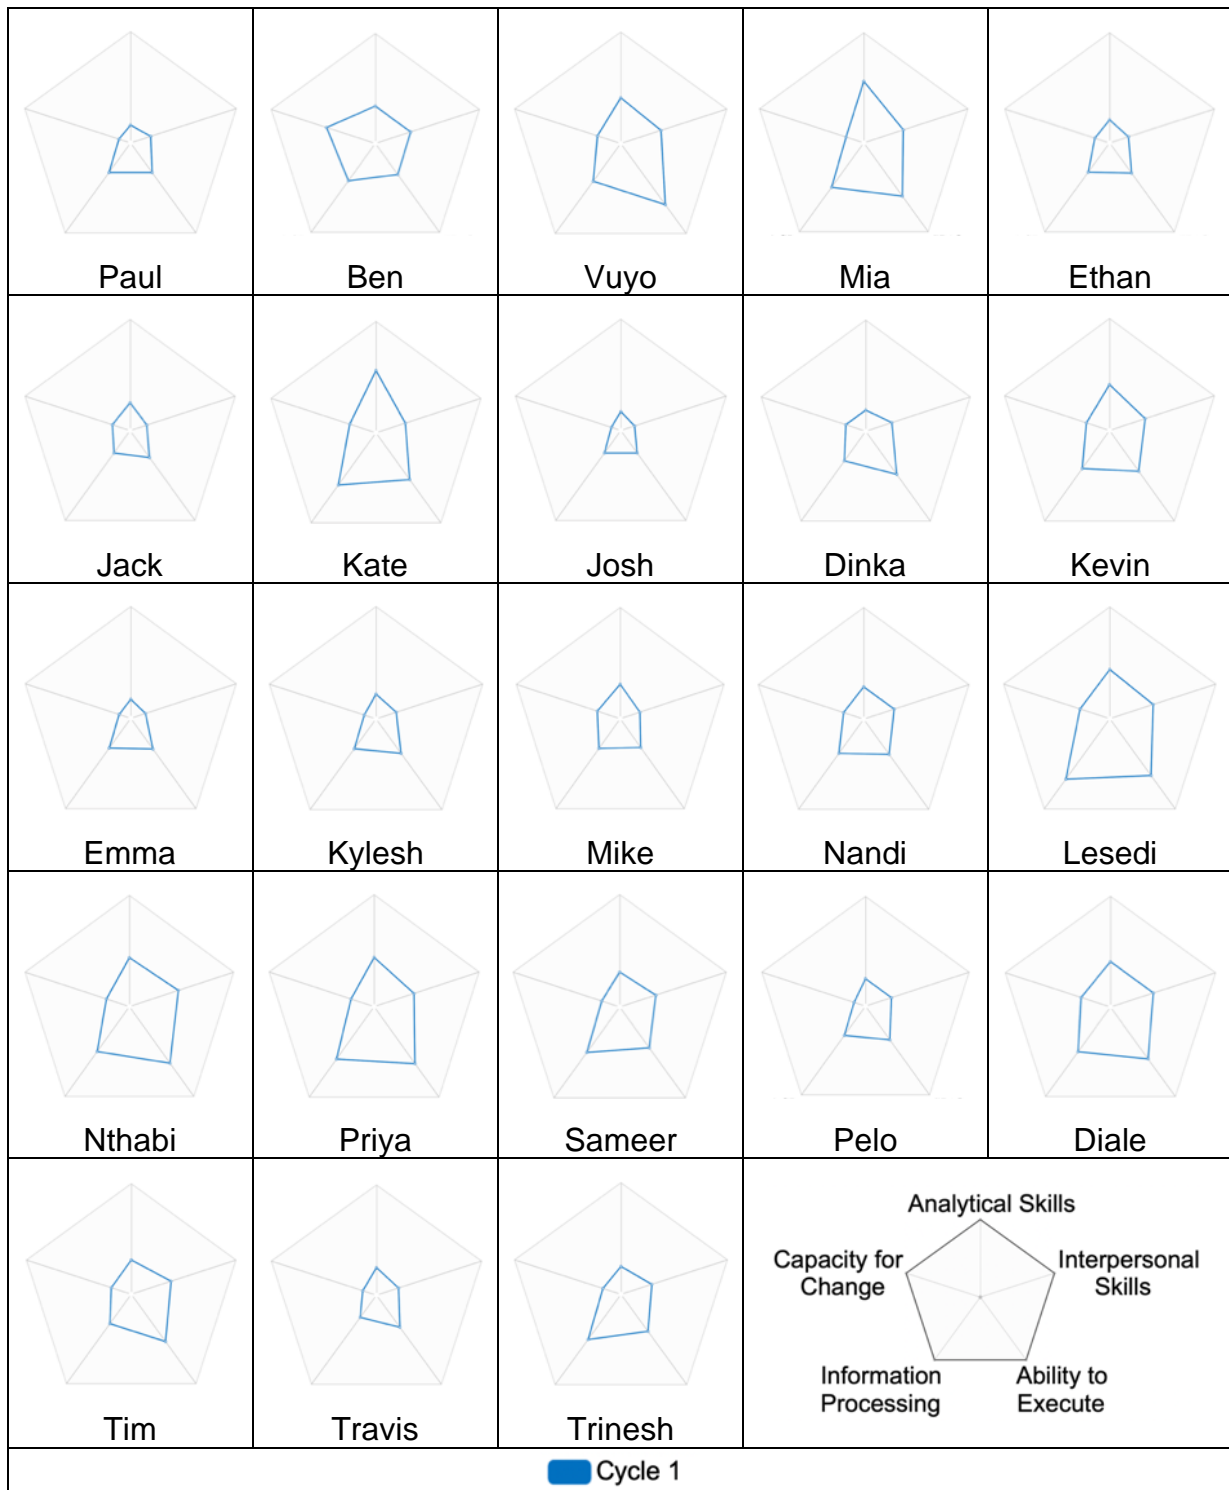 Paul
Ben
Vuyo
Mia
Ethan
Jack
Kate
Josh
Dinka
Kevin
Emma
Kylesh
Mike
Nandi
Lesedi
Nthabi
Priya
Sameer
Pelo
Diale
Tim
Travis
Trinesh
Analytical Skills
Capacity for
Change
Interpersonal
Skills
Information
Processing
Ability to
Execute
Cycle 1